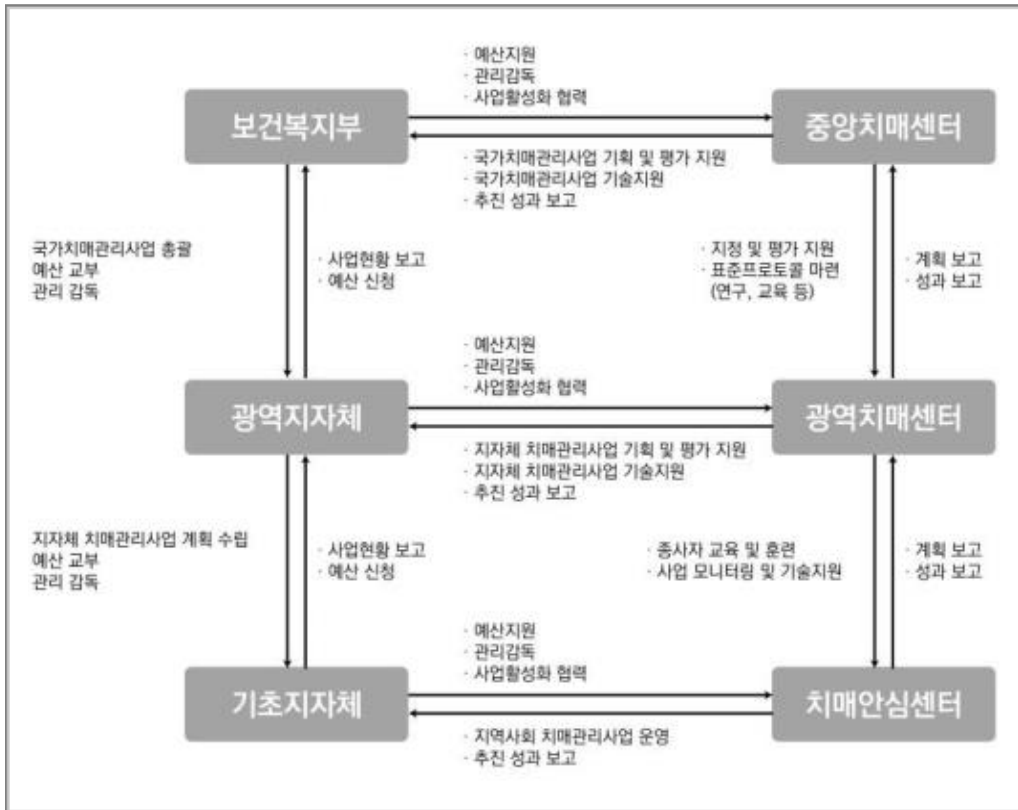 · 예산지원
· 관리감독
· 사업활성화 협력
보건복지부
중앙치매센터
· 국가치매관리사업 기획 및 평가 지원
· 국가치매관리사업 기술지원
· 추진 성과 보고
국가치매관리사업 총괄
예산 교부
관리 감독
· 사업현황 보고
· 예산 신청
· 지정 및 평가 지원
· 표준프로토콜 마련
(연구, 교육 등)
· 계획 보고
· 성과 보고
· 예산지원
· 관리감독
· 사업활성화 협력
광역지자체
광역치매센터
· 지자체 치매관리사업 기획 및 평가 지원
· 지자체 치매관리사업 기술지원
· 추진 성과 보고
지자체 치매관리사업 계획 수립
예산 교부
관리 감독
· 사업현황 보고
· 예산 신청
· 종사자 교육 및 훈련
· 사업 모니터링 및 기술지원
· 계획 보고
· 성과 보고
· 예산지원
· 관리감독
· 사업활성화 협력
기초지자체
치매안심센터
· 지역사회 치매관리사업 운영
· 추진 성과 보고